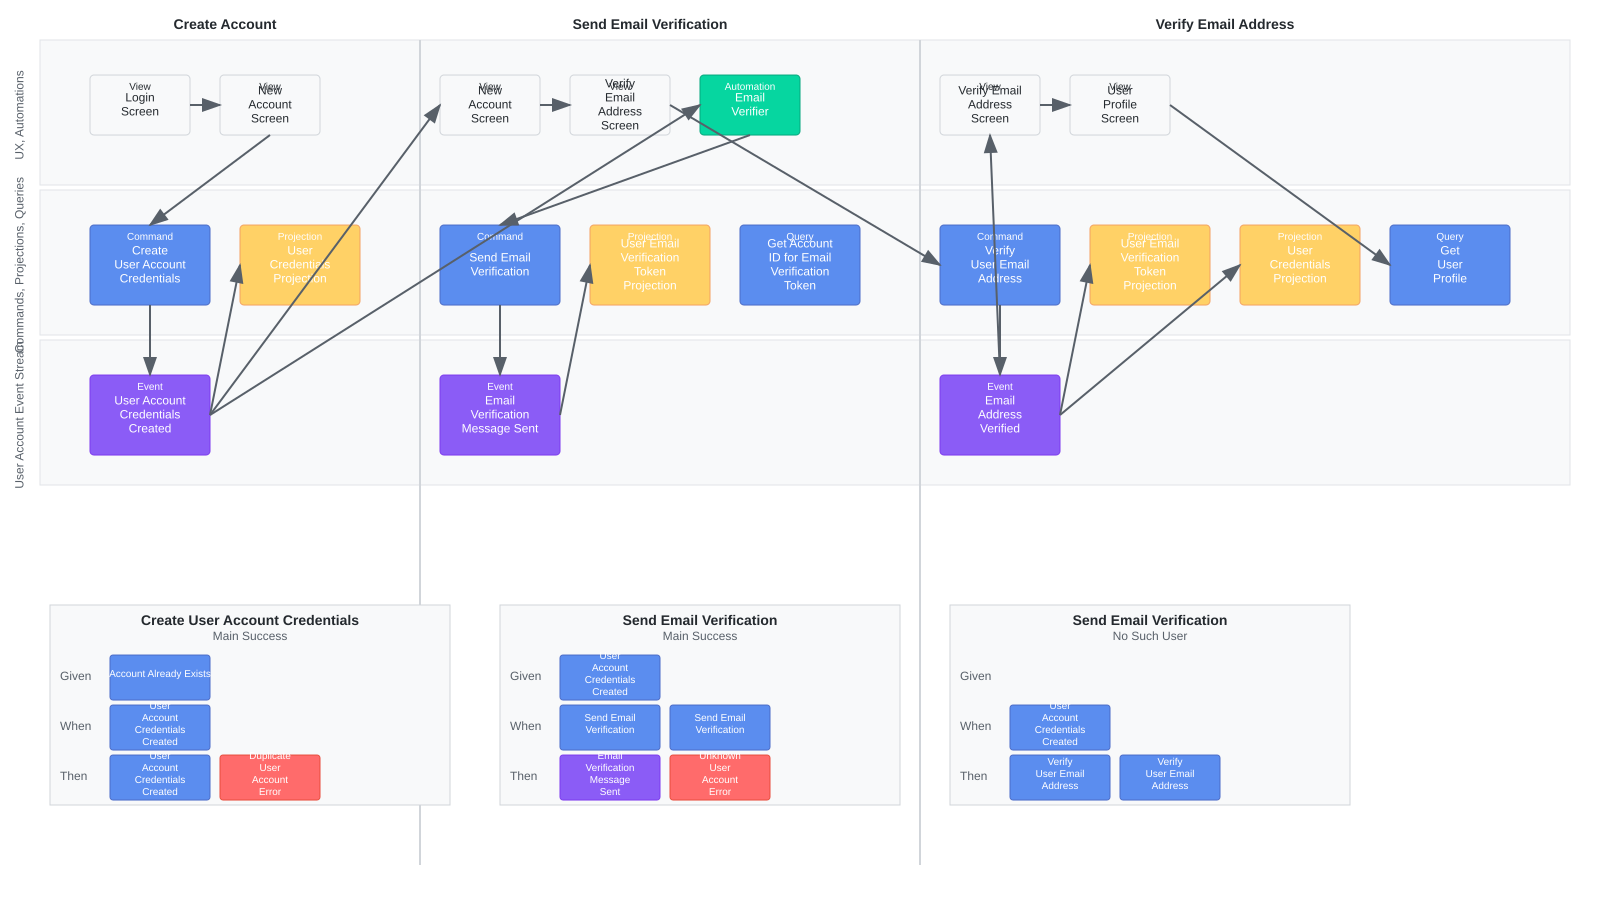 Create Account
Send Email Verification
Verify Email Address
UX, Automations
View
Login
Screen
View
New
Account
Screen
View
New
Account
Screen
View
Verify
Email
Address
Screen
Automation
Email
Verifier
View
Verify Email
Address
Screen
View
User
Profile
Screen
Commands, Projections, Queries
Command
Create
User Account
Credentials
Projection
User
Credentials
Projection
Command
Send Email
Verification
Projection
User Email
Verification
Token
Projection
Query
Get Account
ID for Email
Verification
Token
Command
Verify
User Email
Address
Projection
User Email
Verification
Token
Projection
Projection
User
Credentials
Projection
Query
Get
User
Profile
User Account Event Stream
Event
User Account
Credentials
Created
Event
Email
Verification
Message Sent
Event
Email
Address
Verified
Create User Account Credentials
Main Success
Given
Account Already Exists
When
User
Account
Credentials
Created
Then
User
Account
Credentials
Created
Duplicate
User
Account
Error
Send Email Verification
Main Success
Given
User
Account
Credentials
Created
When
Send Email
Verification
Send Email
Verification
Then
Email
Verification
Message
Sent
Unknown
User
Account
Error
Send Email Verification
No Such User
Given
When
User
Account
Credentials
Created
Then
Verify
User Email
Address
Verify
User Email
Address